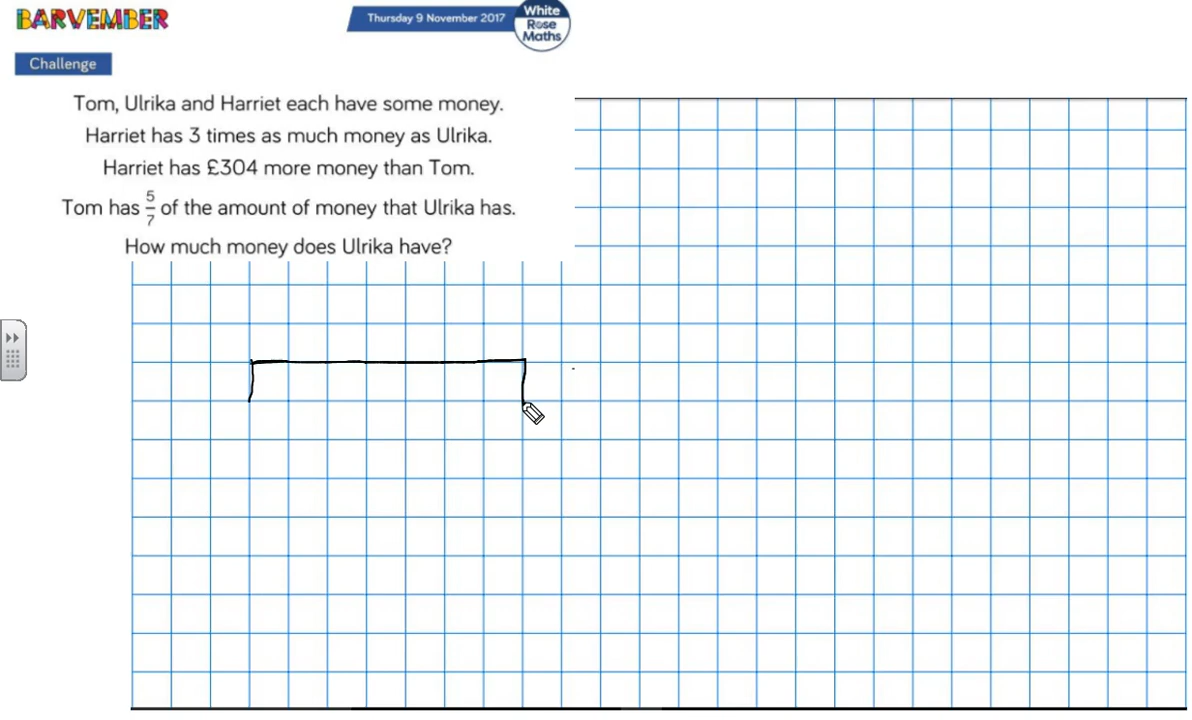 BARVEMBER
Thursday 9 November 2017
White
Rose
Maths
Challenge
Tom, Ulrika and Harriet each have some money.
Harriet has 3 times as much money as Ulrika.
Harriet has £304 more money than Tom.
Tom has 5/7 of the amount of money that Ulrika has.
How much money does Ulrika have?